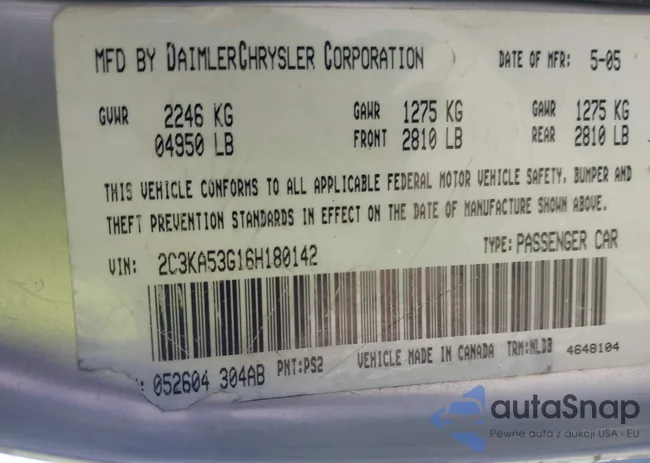 MFD BY DAIMLERCHRYSLER CORPORATION DATE OF MFR: 5-05
GVWR 2246 KG GAWR 1275 KG GAWR 1275 KG
04950 LB FRONT 2810 LB REAR 2810 LB
THIS VEHICLE CONFORMS TO ALL APPLICABLE FEDERAL MOTOR VEHICLE SAFETY, BUMPER AND
THEFT PREVENTION STANDARDS IN EFFECT ON THE DATE OF MANUFACTURE SHOWN ABOVE.
VIN: 2C3KA53G16H180142 TYPE: PASSENGER CAR
052604 304AB PNT:PS2 VEHICLE MADE IN CANADA TRM:NLD3 4648104
autaSnap
Pewne auta z aukcji USA i EU